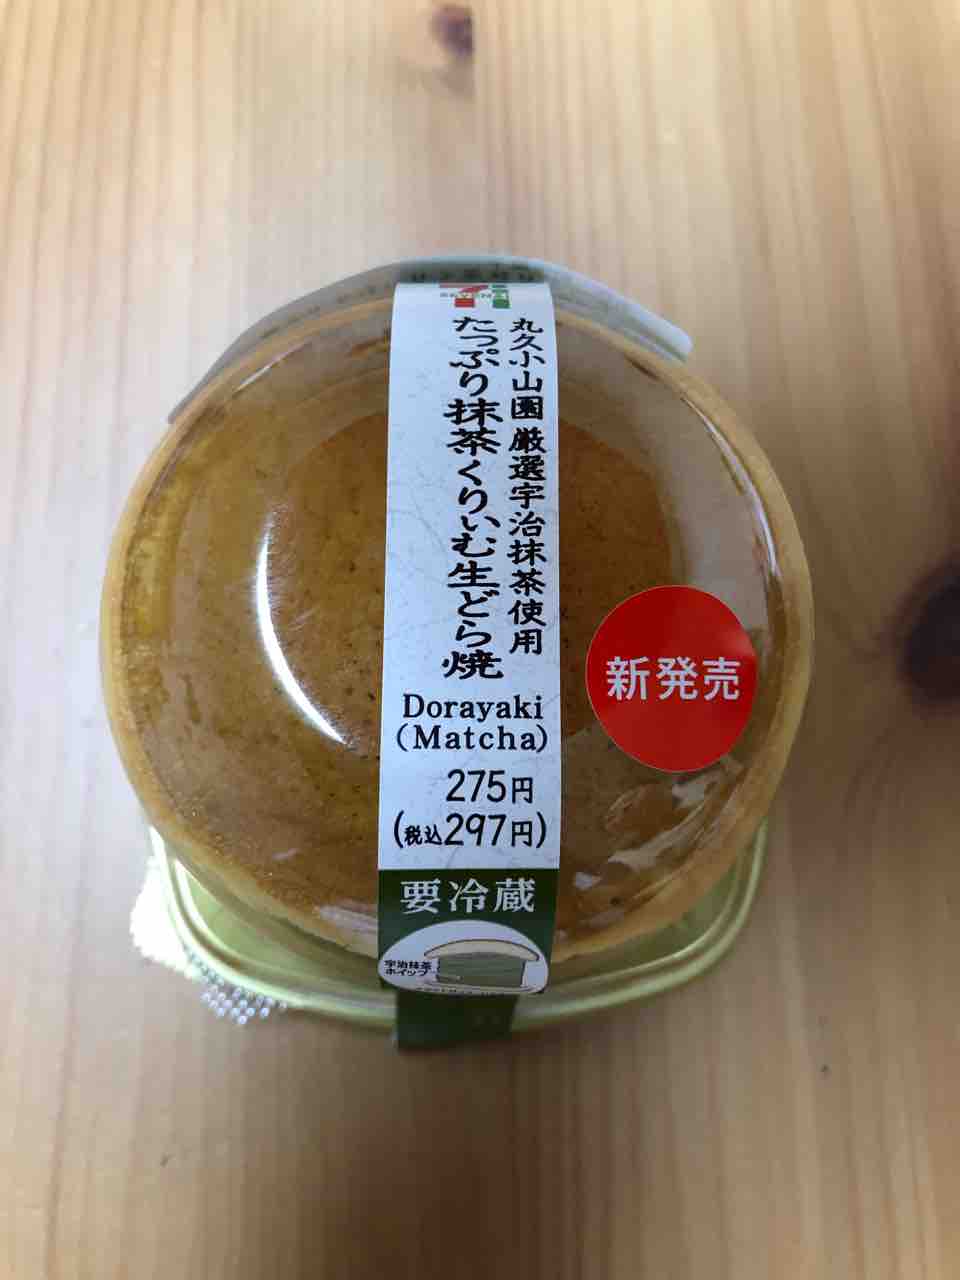 丸久小山園 厳選宇治抹茶使用
たっぷり抹茶くりぃむ生どら焼
Dorayaki
(Matcha)
275円
(税込297円)
新発売
要冷蔵
宇治抹茶
ホイップ